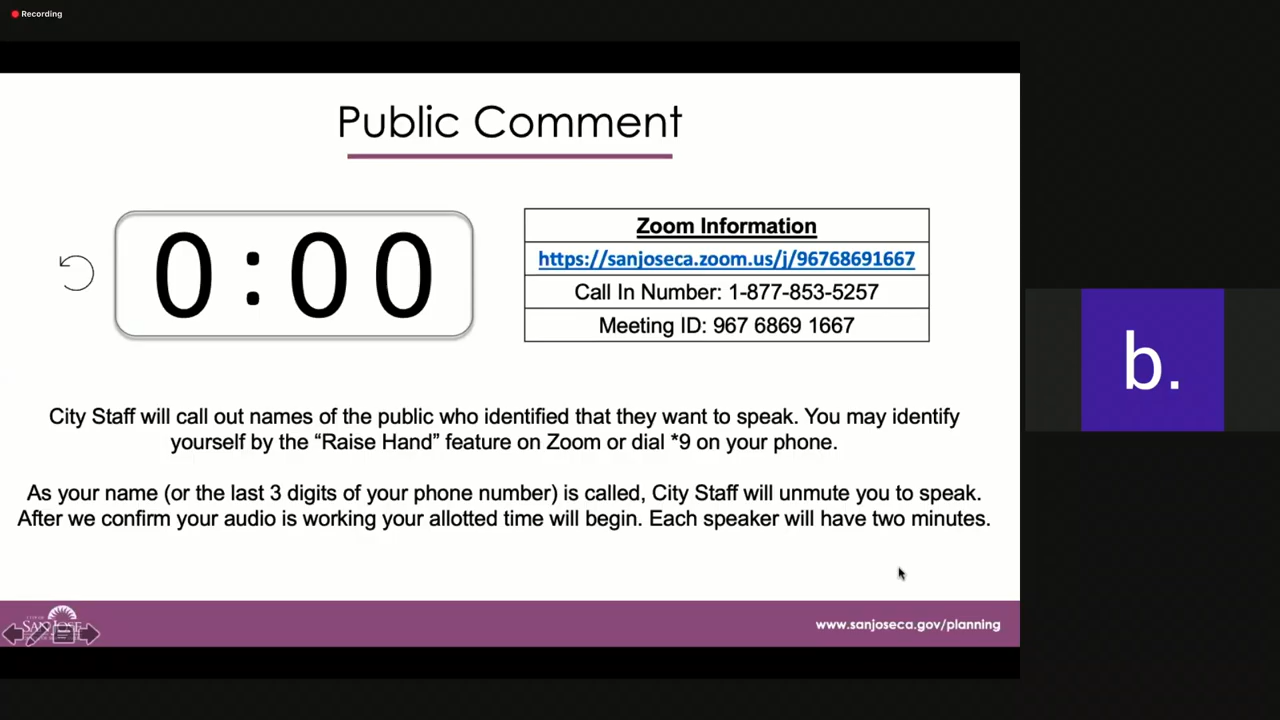 Recording
Public Comment
0:00
Zoom Information
https://sanjoseca.zoom.us/j/96768691667
Call In Number: 1-877-853-5257
Meeting ID: 967 6869 1667
b.
City Staff will call out names of the public who identified that they want to speak. You may identify
yourself by the “Raise Hand” feature on Zoom or dial *9 on your phone.
As your name (or the last 3 digits of your phone number) is called, City Staff will unmute you to speak.
After we confirm your audio is working your allotted time will begin. Each speaker will have two minutes.
SAN JOSE
www.sanjoseca.gov/planning